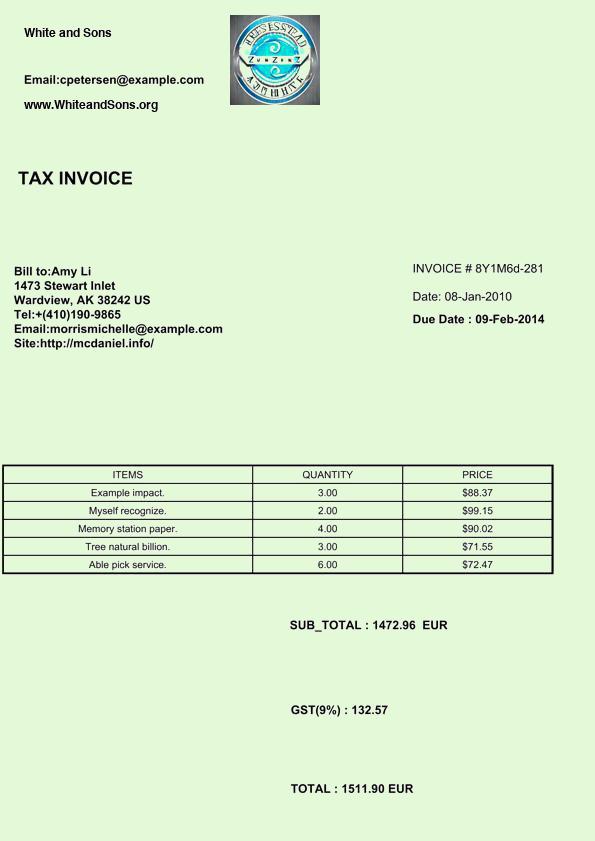 White and Sons
Email:cpetersen@example.com
www.WhiteandSons.org
ZunZenZ
TAX INVOICE
Bill to:Amy Li
1473 Stewart Inlet
Wardview, AK 38242 US
Tel:+(410)190-9865
Email:morrismichelle@example.com
Site:http://mcdaniel.info/
INVOICE # 8Y1M6d-281
Date: 08-Jan-2010
Due Date : 09-Feb-2014
ITEMS QUANTITY PRICE
Example impact. 3.00 $88.37
Myself recognize. 2.00 $99.15
Memory station paper. 4.00 $90.02
Tree natural billion. 3.00 $71.55
Able pick service. 6.00 $72.47
SUB_TOTAL : 1472.96 EUR
GST(9%) : 132.57
TOTAL : 1511.90 EUR